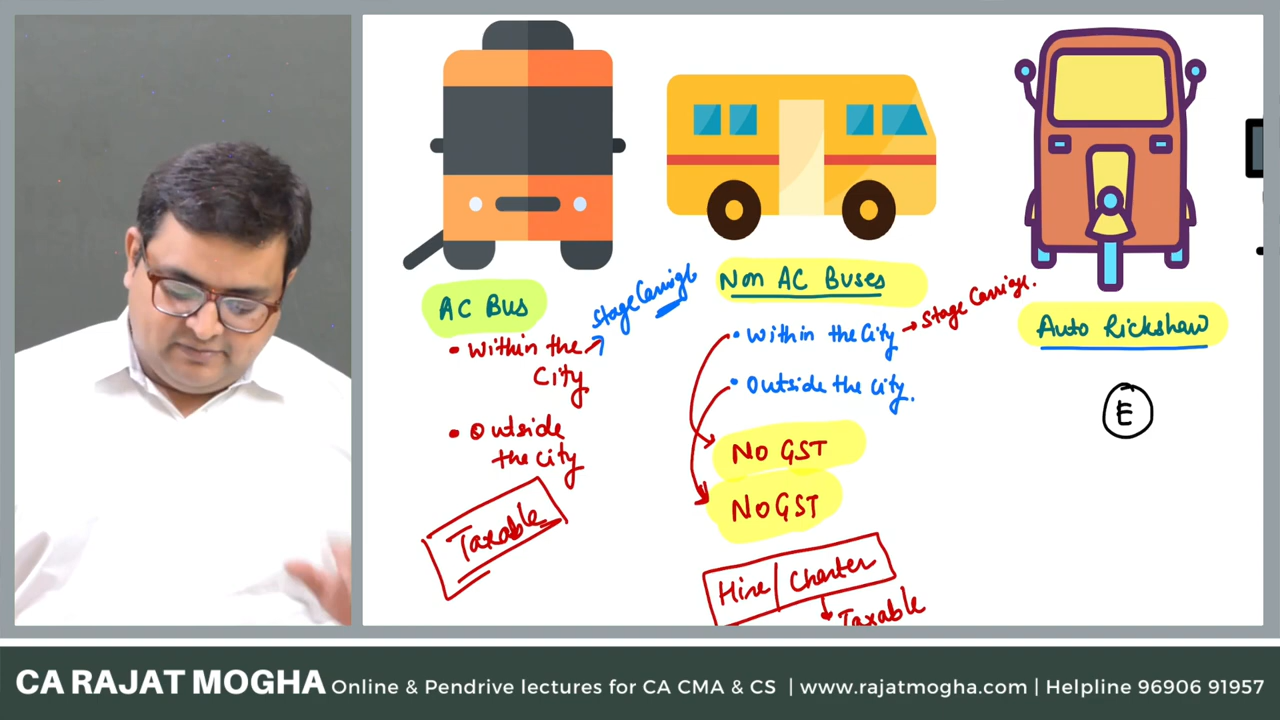 AC Bus
• Within the
City
Stage Carriage
• Outside
the City
Taxable
Non AC Buses
• Within the City → Stage Carriage.
• Outside the City.
NO GST
NO GST
Hire / Charter
Taxable
Auto Rickshaw
E
CA RAJAT MOGHA Online & Pendrive lectures for CA CMA & CS | www.rajatmogha.com | Helpline 96906 91957